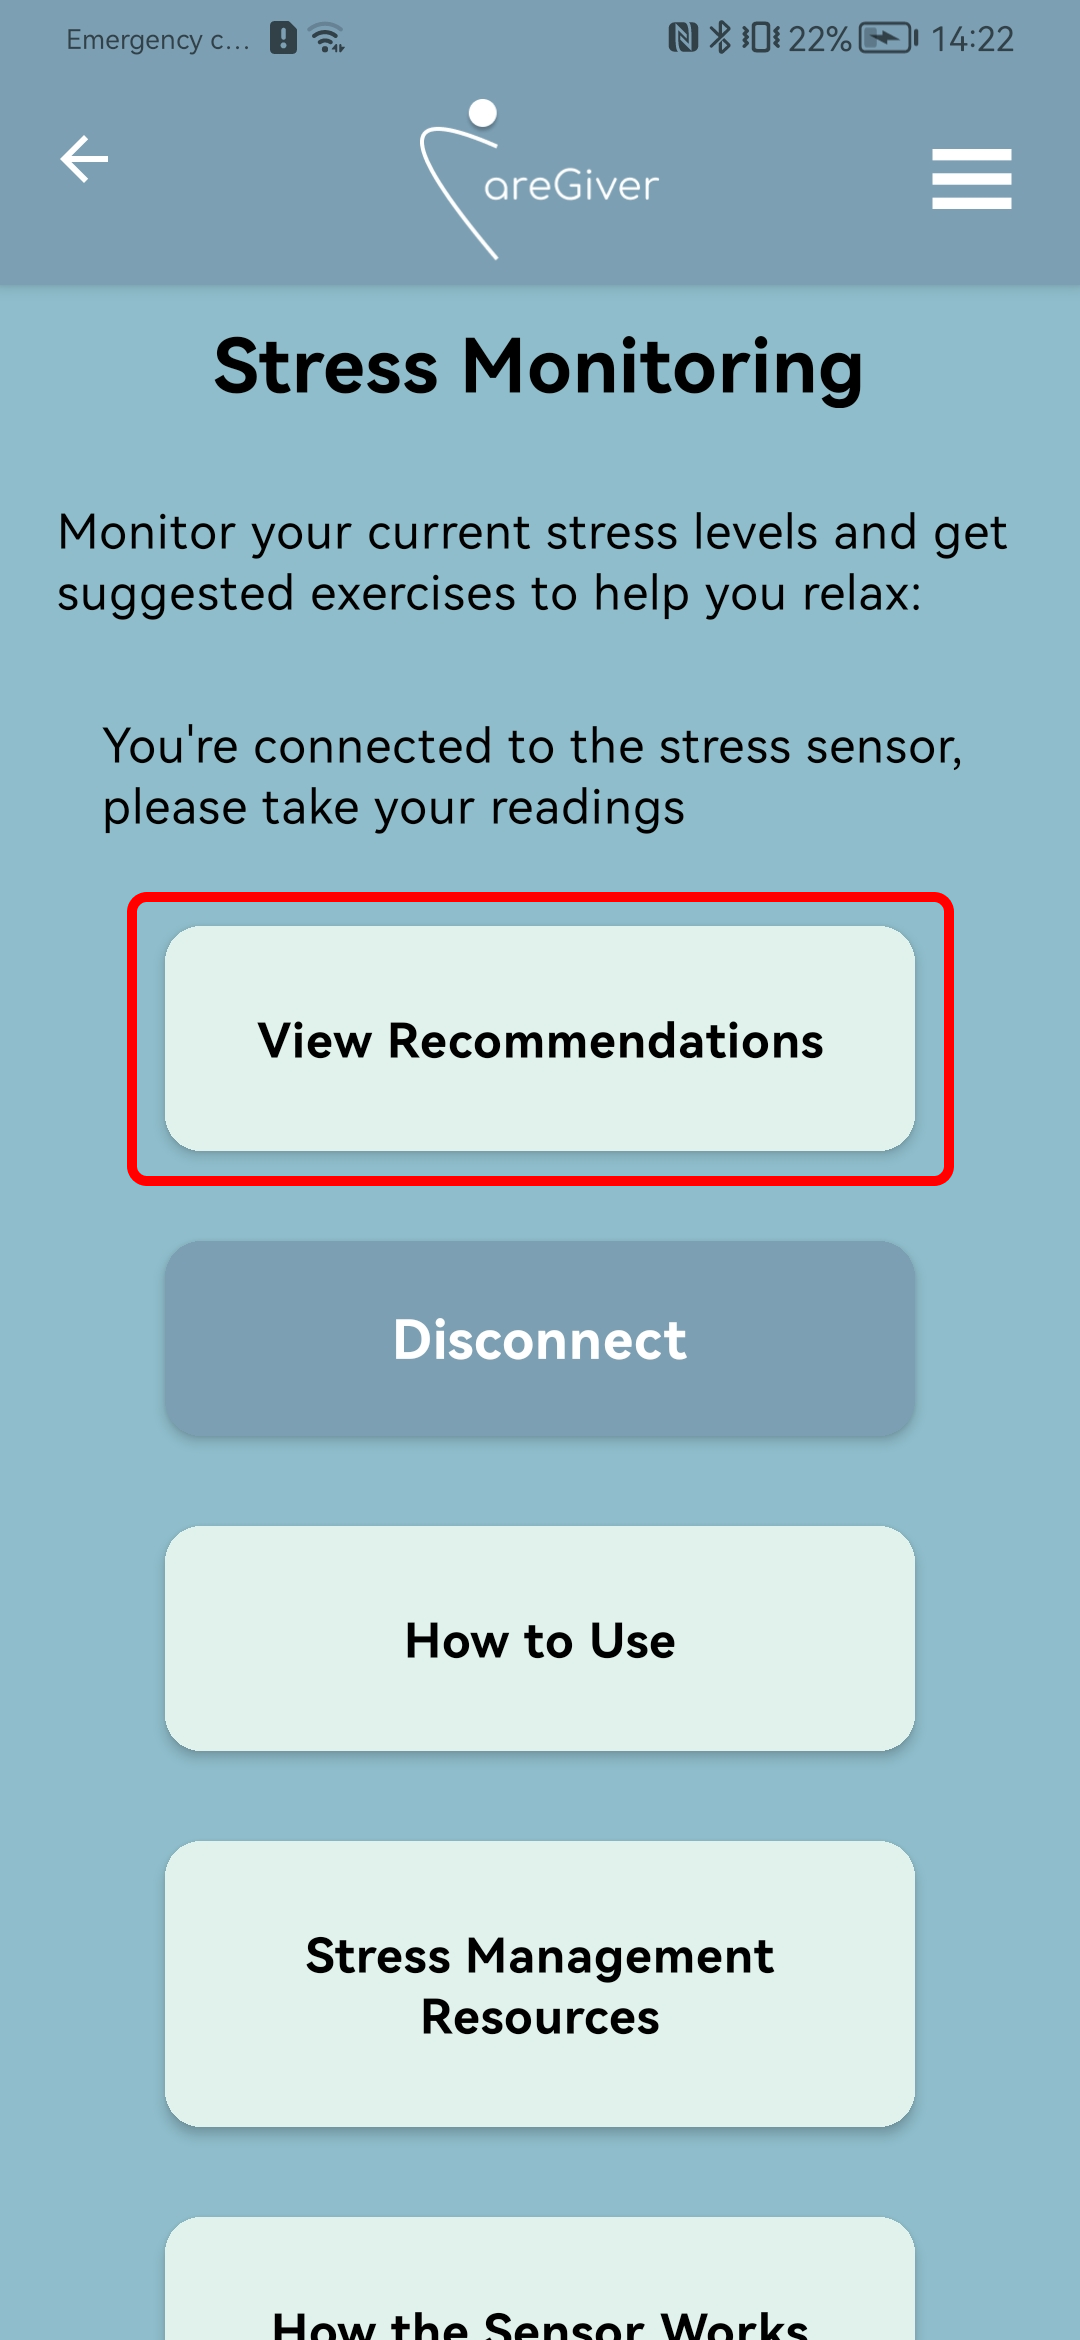 Emergency c...
22%
14:22
areGiver
Stress Monitoring
Monitor your current stress levels and get
suggested exercises to help you relax:
You're connected to the stress sensor,
please take your readings
View Recommendations
Disconnect
How to Use
Stress Management
Resources
How the Sensor Works